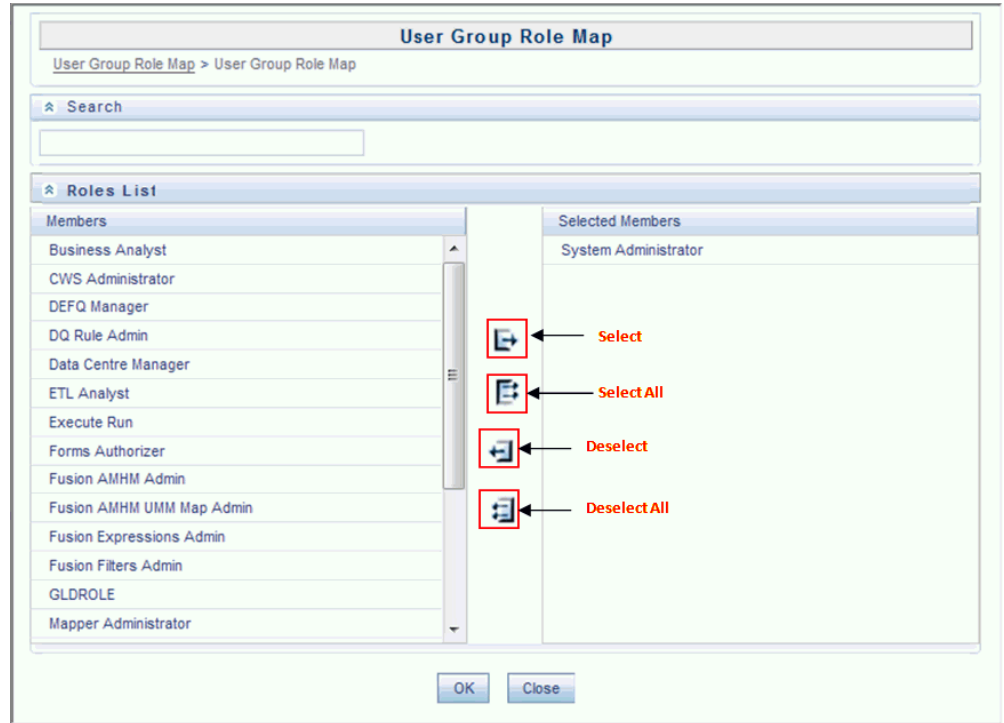 User Group Role Map
User Group Role Map > User Group Role Map
Search
Roles List
Members
Business Analyst
CWS Administrator
DEFQ Manager
DQ Rule Admin
Data Centre Manager
ETL Analyst
Execute Run
Forms Authorizer
Fusion AMHM Admin
Fusion AMHM UMM Map Admin
Fusion Expressions Admin
Fusion Filters Admin
GLDROLE
Mapper Administrator
Select
Select All
Deselect
Deselect All
Selected Members
System Administrator
OK
Close